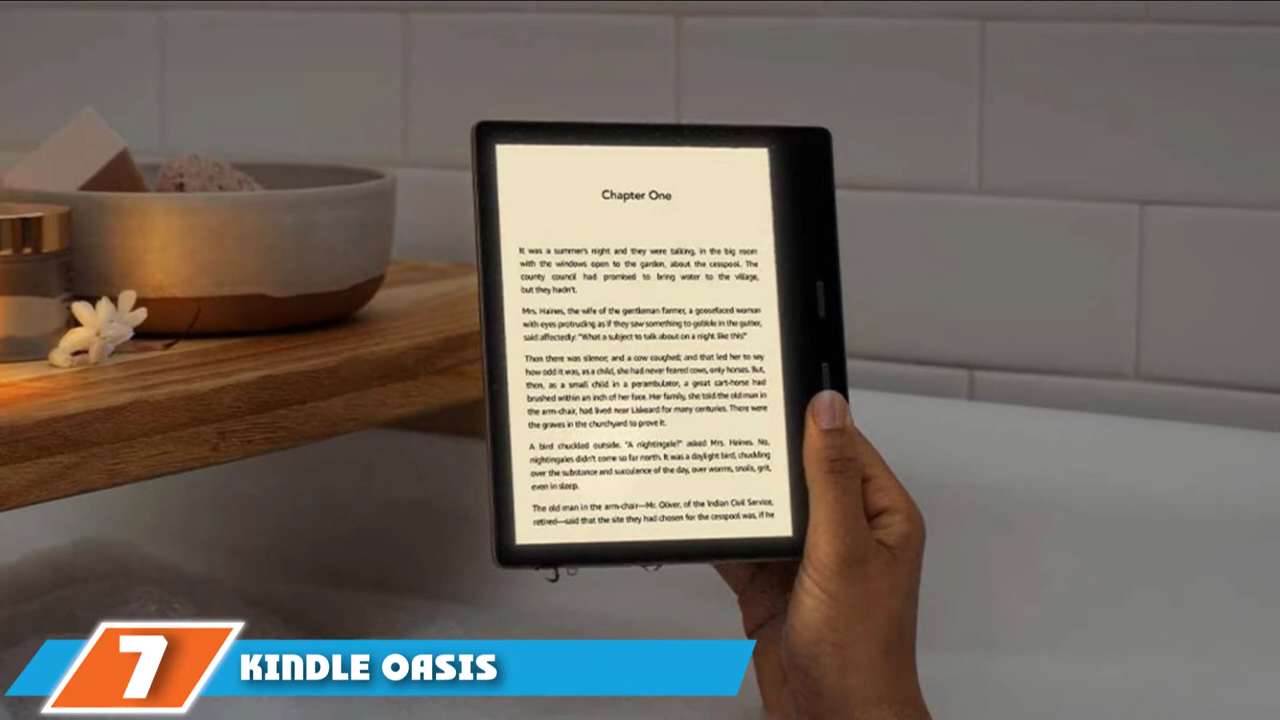 Chapter One
It was a summer's night and they were talking, in the big room
with the windows open to the garden, about the cesspool. The
county council had promised to bring water to the village,
but they hadn't.
Mrs. Haines, the wife of the gentleman farmer, a goosefaced woman
with eyes protruding as if they saw something to gobble in the gutter,
said affectedly: "What a subject to talk about on a night like this!"
Then there was silence; and a cow coughed; and that led her to say
how odd it was, as a child, she had never feared cows, only horses. But,
then, as a small child in a perambulator, a great cart-horse had
brushed within an inch of her face. Her family, she told the old man in
the arm-chair, had lived near Liskeard for many centuries. There were
the graves in the churchyard to prove it.
A bird chuckled outside. "A nightingale?" asked Mrs. Haines. No,
nightingales didn't come so far north. It was a daylight bird, chuckling
over the substance and succulence of the day, over worms, snails, grit,
even in sleep.
The old man in the arm-chair—Mr. Oliver, of the Indian Civil Service,
retired—said that the site they had chosen for the cesspool was, if he
7 KINDLE OASIS